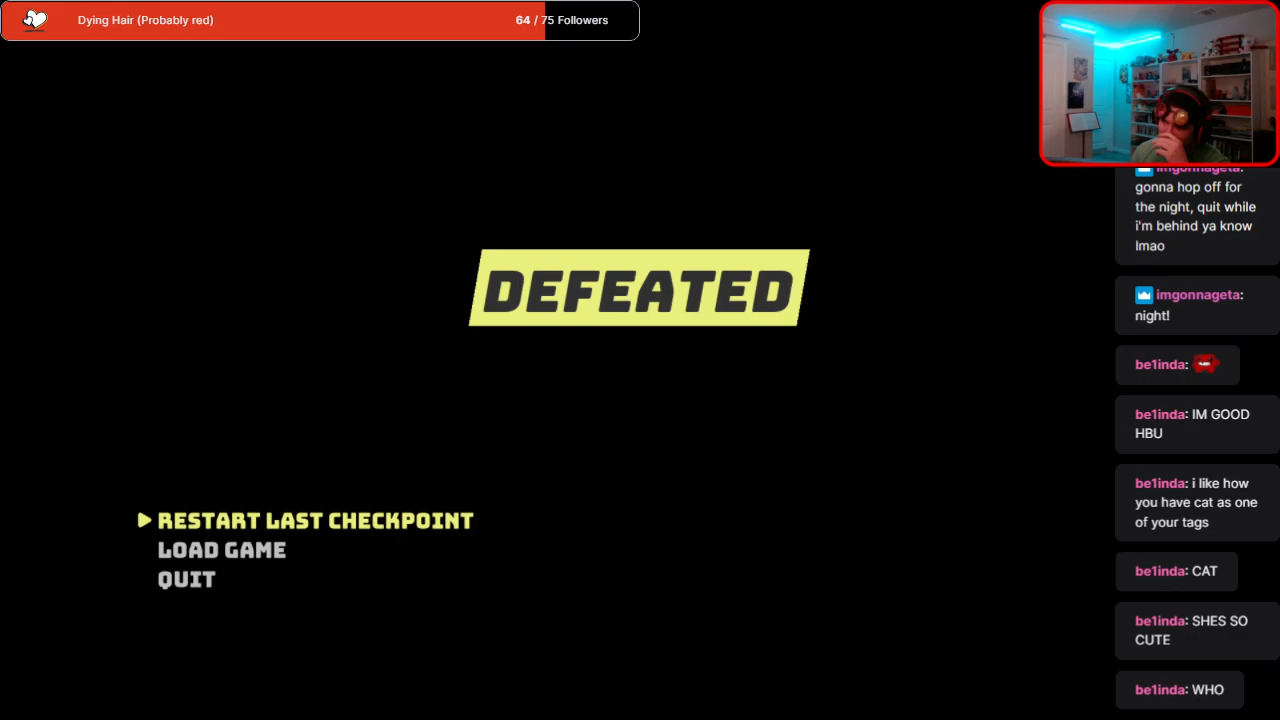 Dying Hair (Probably red)
64 / 75 Followers
DEFEATED
RESTART LAST CHECKPOINT
LOAD GAME
QUIT
imgonnageta:
gonna hop off for
the night, quit while
i'm behind ya know
lmao
imgonnageta:
night!
be1inda:
be1inda: IM GOOD
HBU
be1inda: i like how
you have cat as one
of your tags
be1inda: CAT
be1inda: SHES SO
CUTE
be1inda: WHO